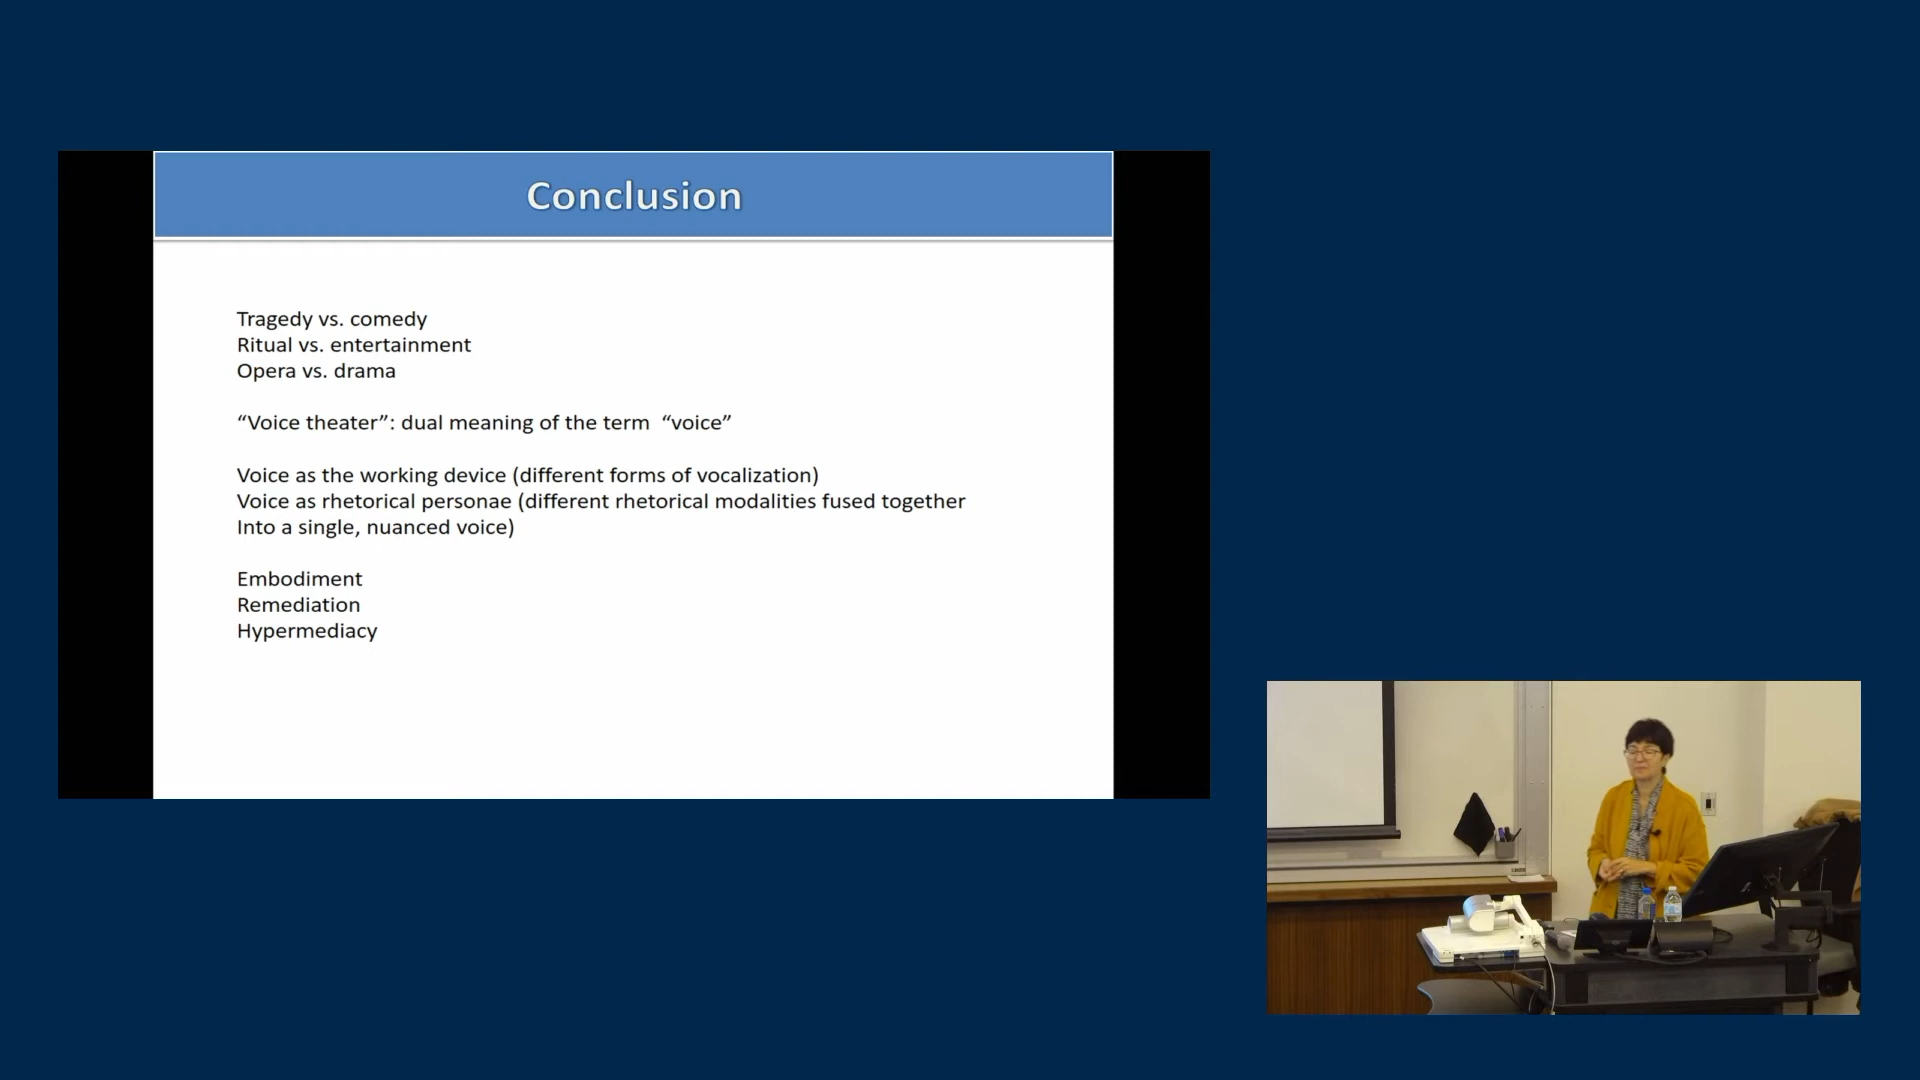 Conclusion
Tragedy vs. comedy
Ritual vs. entertainment
Opera vs. drama
“Voice theater”: dual meaning of the term  “voice”
Voice as the working device (different forms of vocalization)
Voice as rhetorical personae (different rhetorical modalities fused together
Into a single, nuanced voice)
Embodiment
Remediation
Hypermediacy